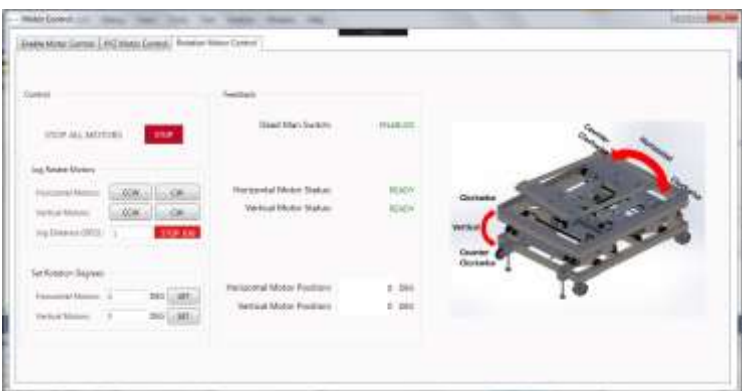 Motor Control
Enable Motor Control
XYZ Motor Control
Rotation Motor Control
Control
STOP ALL MOTORS
STOP
Jog Rotate Motors
Horizontal Motors:
CCW
CW
Vertical Motors:
CCW
CW
Jog Distance (DEG):
1
STOP JOG
Set Rotation Degrees
Horizontal Motors:
DEG
SET
Vertical Motors:
DEG
SET
Feedback
Dead Man Switch:
ENABLED
Horizontal Motor Status:
READY
Vertical Motor Status:
READY
Horizontal Motor Position:
0 DEG
Vertical Motor Position:
0 DEG
Counter
Clockwise
Horizontal
Clockwise
Clockwise
Vertical
Counter
Clockwise